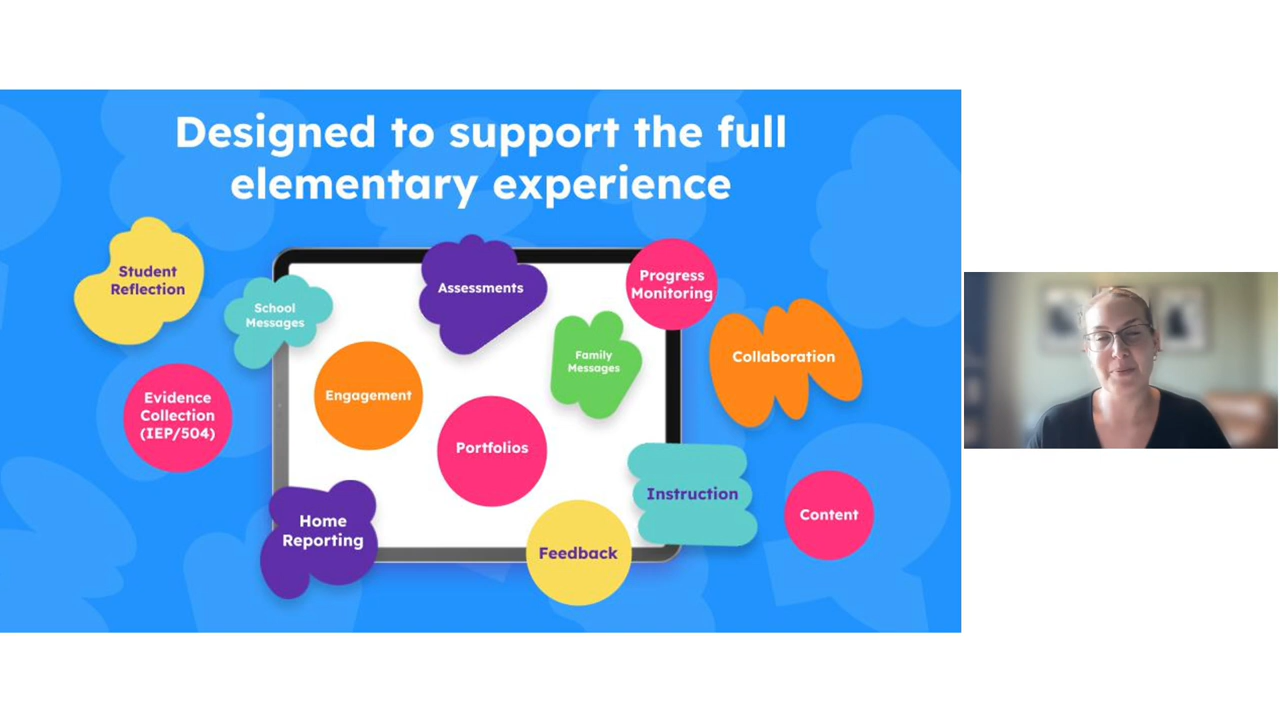 Designed to support the full
elementary experience
Student
Reflection
School
Messages
Assessments
Progress
Monitoring
Family
Messages
Collaboration
Evidence
Collection
(IEP/504)
Engagement
Portfolios
Home
Reporting
Feedback
Instruction
Content